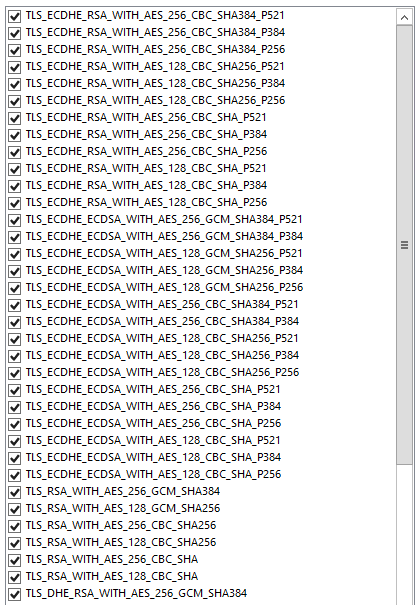 TLS_ECDHE_RSA_WITH_AES_256_CBC_SHA384_P521
TLS_ECDHE_RSA_WITH_AES_256_CBC_SHA384_P384
TLS_ECDHE_RSA_WITH_AES_256_CBC_SHA384_P256
TLS_ECDHE_RSA_WITH_AES_128_CBC_SHA256_P521
TLS_ECDHE_RSA_WITH_AES_128_CBC_SHA256_P384
TLS_ECDHE_RSA_WITH_AES_128_CBC_SHA256_P256
TLS_ECDHE_RSA_WITH_AES_256_CBC_SHA_P521
TLS_ECDHE_RSA_WITH_AES_256_CBC_SHA_P384
TLS_ECDHE_RSA_WITH_AES_256_CBC_SHA_P256
TLS_ECDHE_RSA_WITH_AES_128_CBC_SHA_P521
TLS_ECDHE_RSA_WITH_AES_128_CBC_SHA_P384
TLS_ECDHE_RSA_WITH_AES_128_CBC_SHA_P256
TLS_ECDHE_ECDSA_WITH_AES_256_GCM_SHA384_P521
TLS_ECDHE_ECDSA_WITH_AES_256_GCM_SHA384_P384
TLS_ECDHE_ECDSA_WITH_AES_128_GCM_SHA256_P521
TLS_ECDHE_ECDSA_WITH_AES_128_GCM_SHA256_P384
TLS_ECDHE_ECDSA_WITH_AES_128_GCM_SHA256_P256
TLS_ECDHE_ECDSA_WITH_AES_256_CBC_SHA384_P521
TLS_ECDHE_ECDSA_WITH_AES_256_CBC_SHA384_P384
TLS_ECDHE_ECDSA_WITH_AES_128_CBC_SHA256_P521
TLS_ECDHE_ECDSA_WITH_AES_128_CBC_SHA256_P384
TLS_ECDHE_ECDSA_WITH_AES_128_CBC_SHA256_P256
TLS_ECDHE_ECDSA_WITH_AES_256_CBC_SHA_P521
TLS_ECDHE_ECDSA_WITH_AES_256_CBC_SHA_P384
TLS_ECDHE_ECDSA_WITH_AES_256_CBC_SHA_P256
TLS_ECDHE_ECDSA_WITH_AES_128_CBC_SHA_P521
TLS_ECDHE_ECDSA_WITH_AES_128_CBC_SHA_P384
TLS_ECDHE_ECDSA_WITH_AES_128_CBC_SHA_P256
TLS_RSA_WITH_AES_256_GCM_SHA384
TLS_RSA_WITH_AES_128_GCM_SHA256
TLS_RSA_WITH_AES_256_CBC_SHA256
TLS_RSA_WITH_AES_128_CBC_SHA256
TLS_RSA_WITH_AES_256_CBC_SHA
TLS_RSA_WITH_AES_128_CBC_SHA
TLS_DHE_RSA_WITH_AES_256_GCM_SHA384